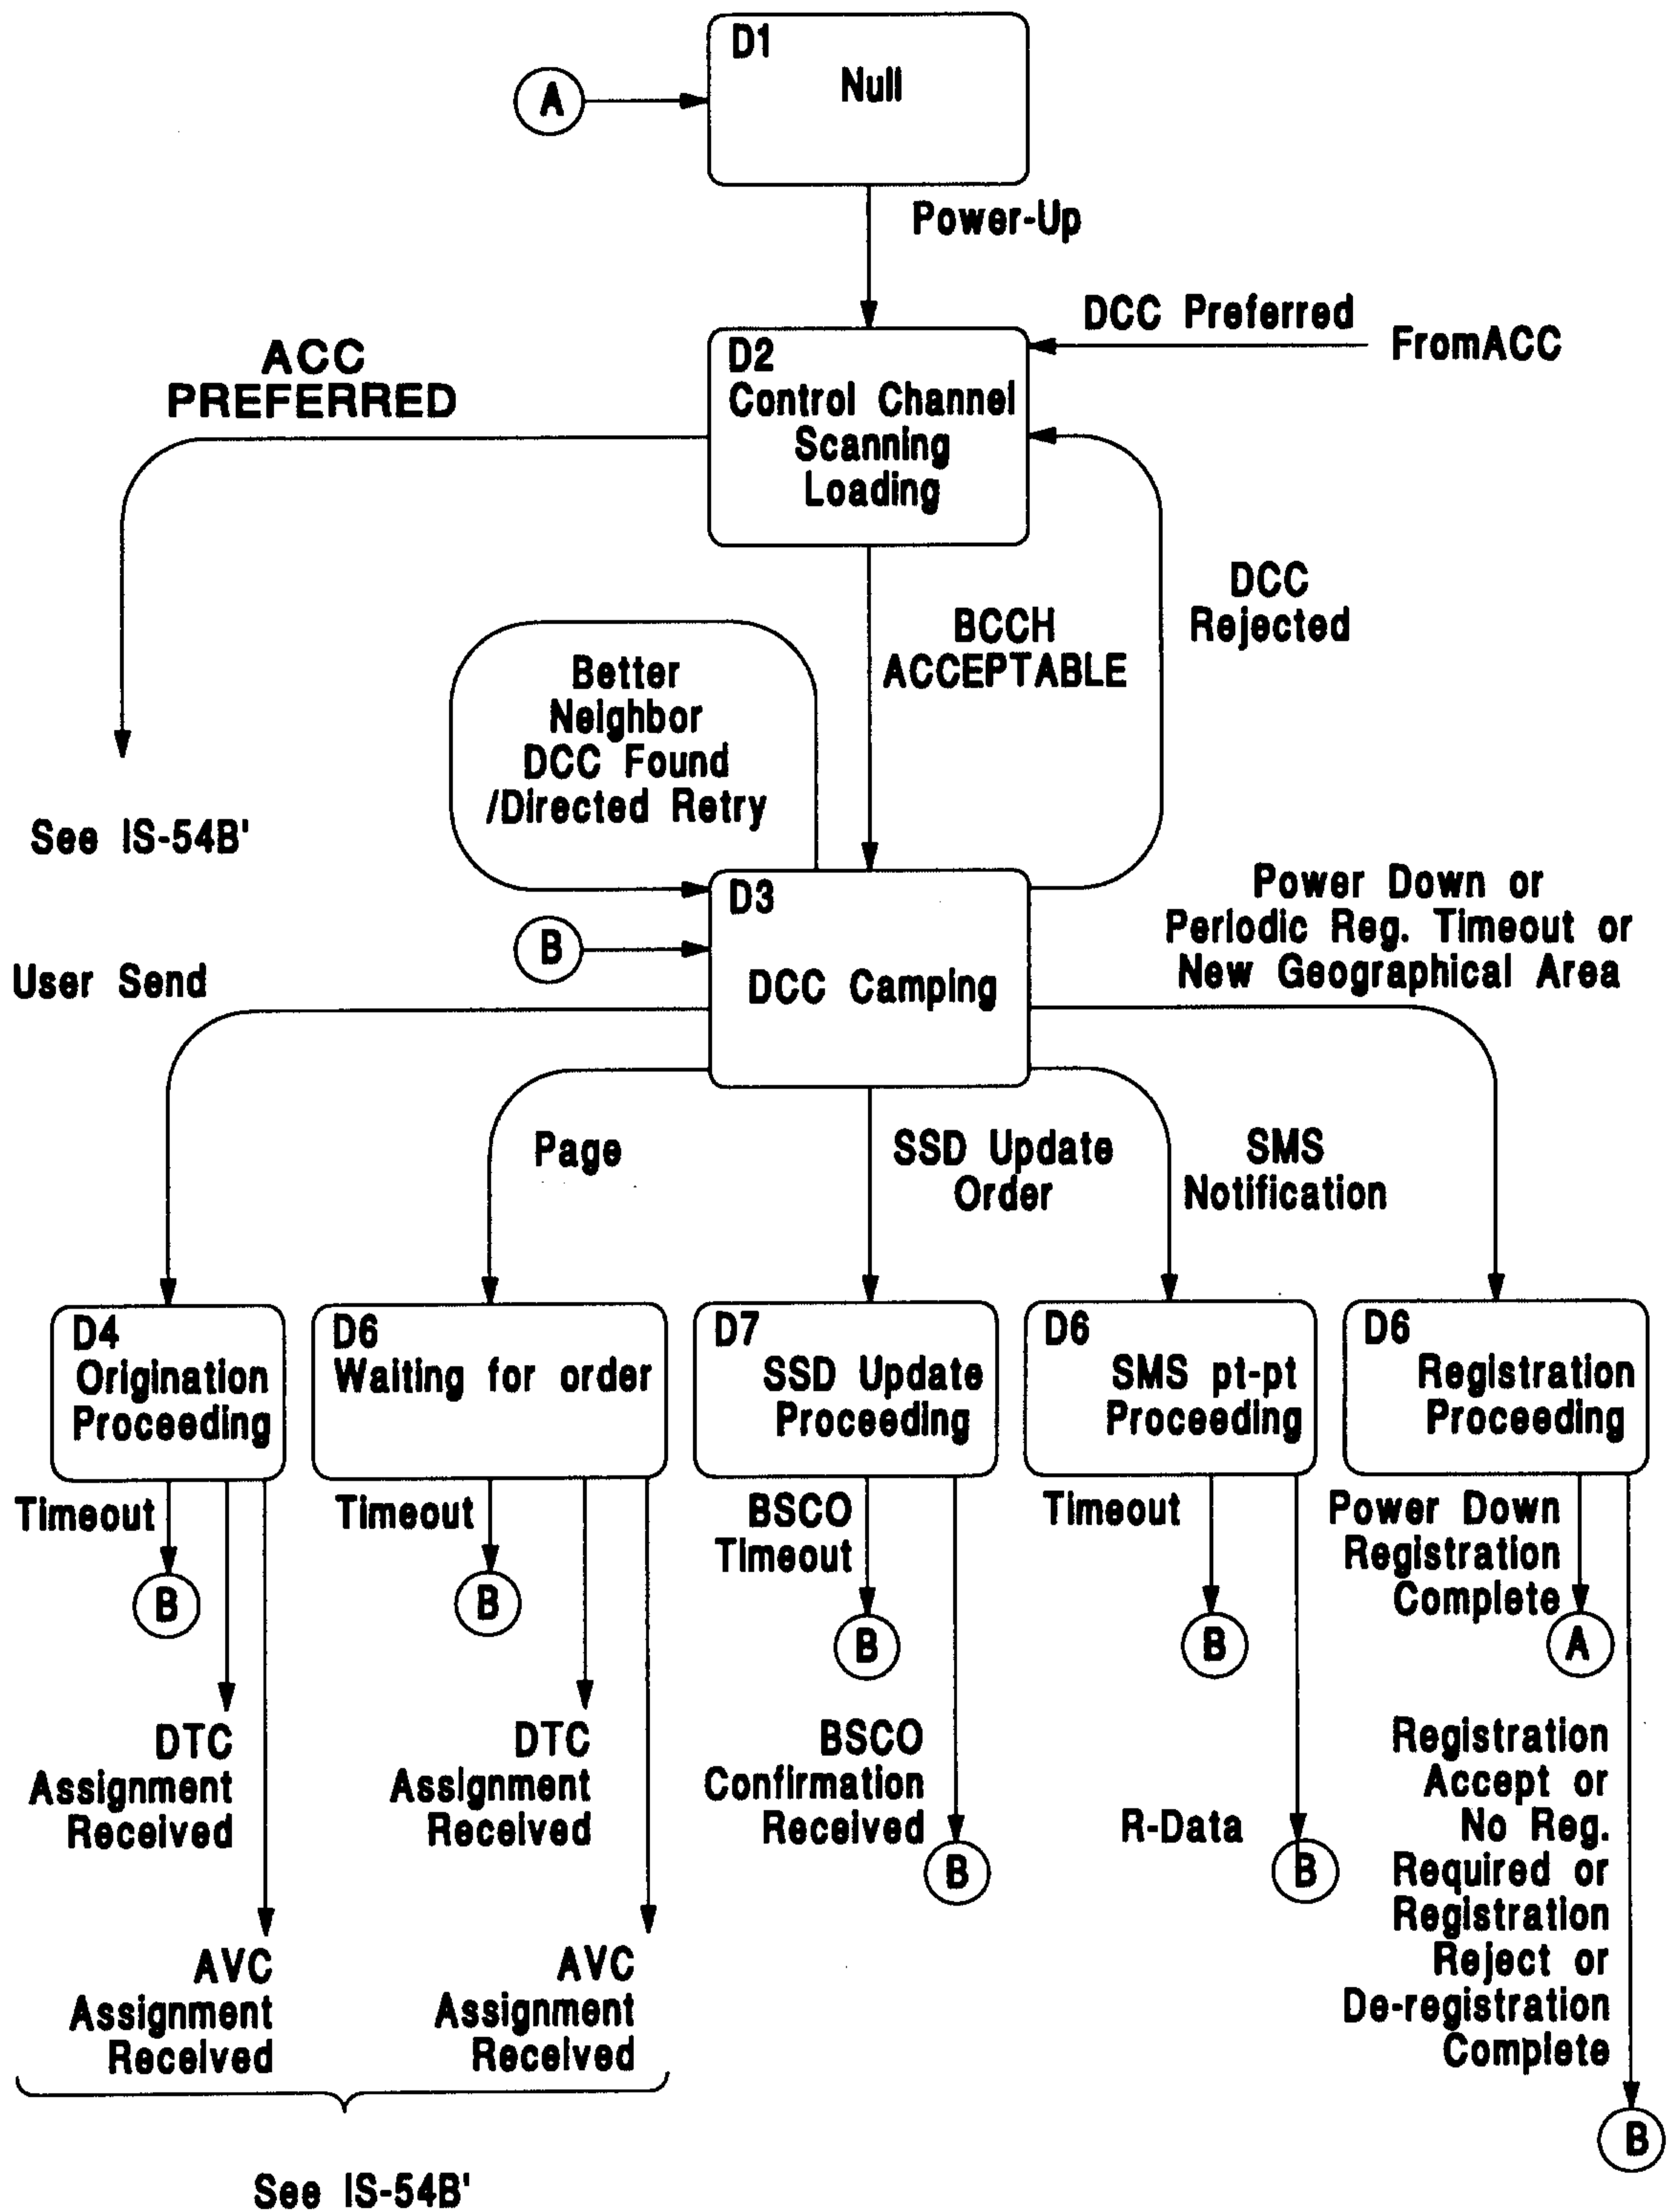 D1
Null
A
Power-Up
DCC Preferred
FromACC
ACC
PREFERRED
D2
Control Channel
Scanning
Loading
DCC
Rejected
BCCH
ACCEPTABLE
Better
Neighbor
DCC Found
/Directed Retry
See IS-54B'
D3
DCC Camping
B
Power Down or
Periodic Reg. Timeout or
New Geographical Area
User Send
Page
SSD Update
Order
SMS
Notification
D4
Origination
Proceeding
D6
Waiting for order
D7
SSD Update
Proceeding
D6
SMS pt-pt
Proceeding
D6
Registration
Proceeding
Timeout
B
DTC
Assignment
Received
AVC
Assignment
Received
Timeout
B
DTC
Assignment
Received
AVC
Assignment
Received
BSCO
Timeout
B
BSCO
Confirmation
Received
B
Timeout
B
R-Data
B
Power Down
Registration
Complete
A
Registration
Accept or
No Reg.
Required or
Registration
Reject or
De-registration
Complete
B
See IS-54B'